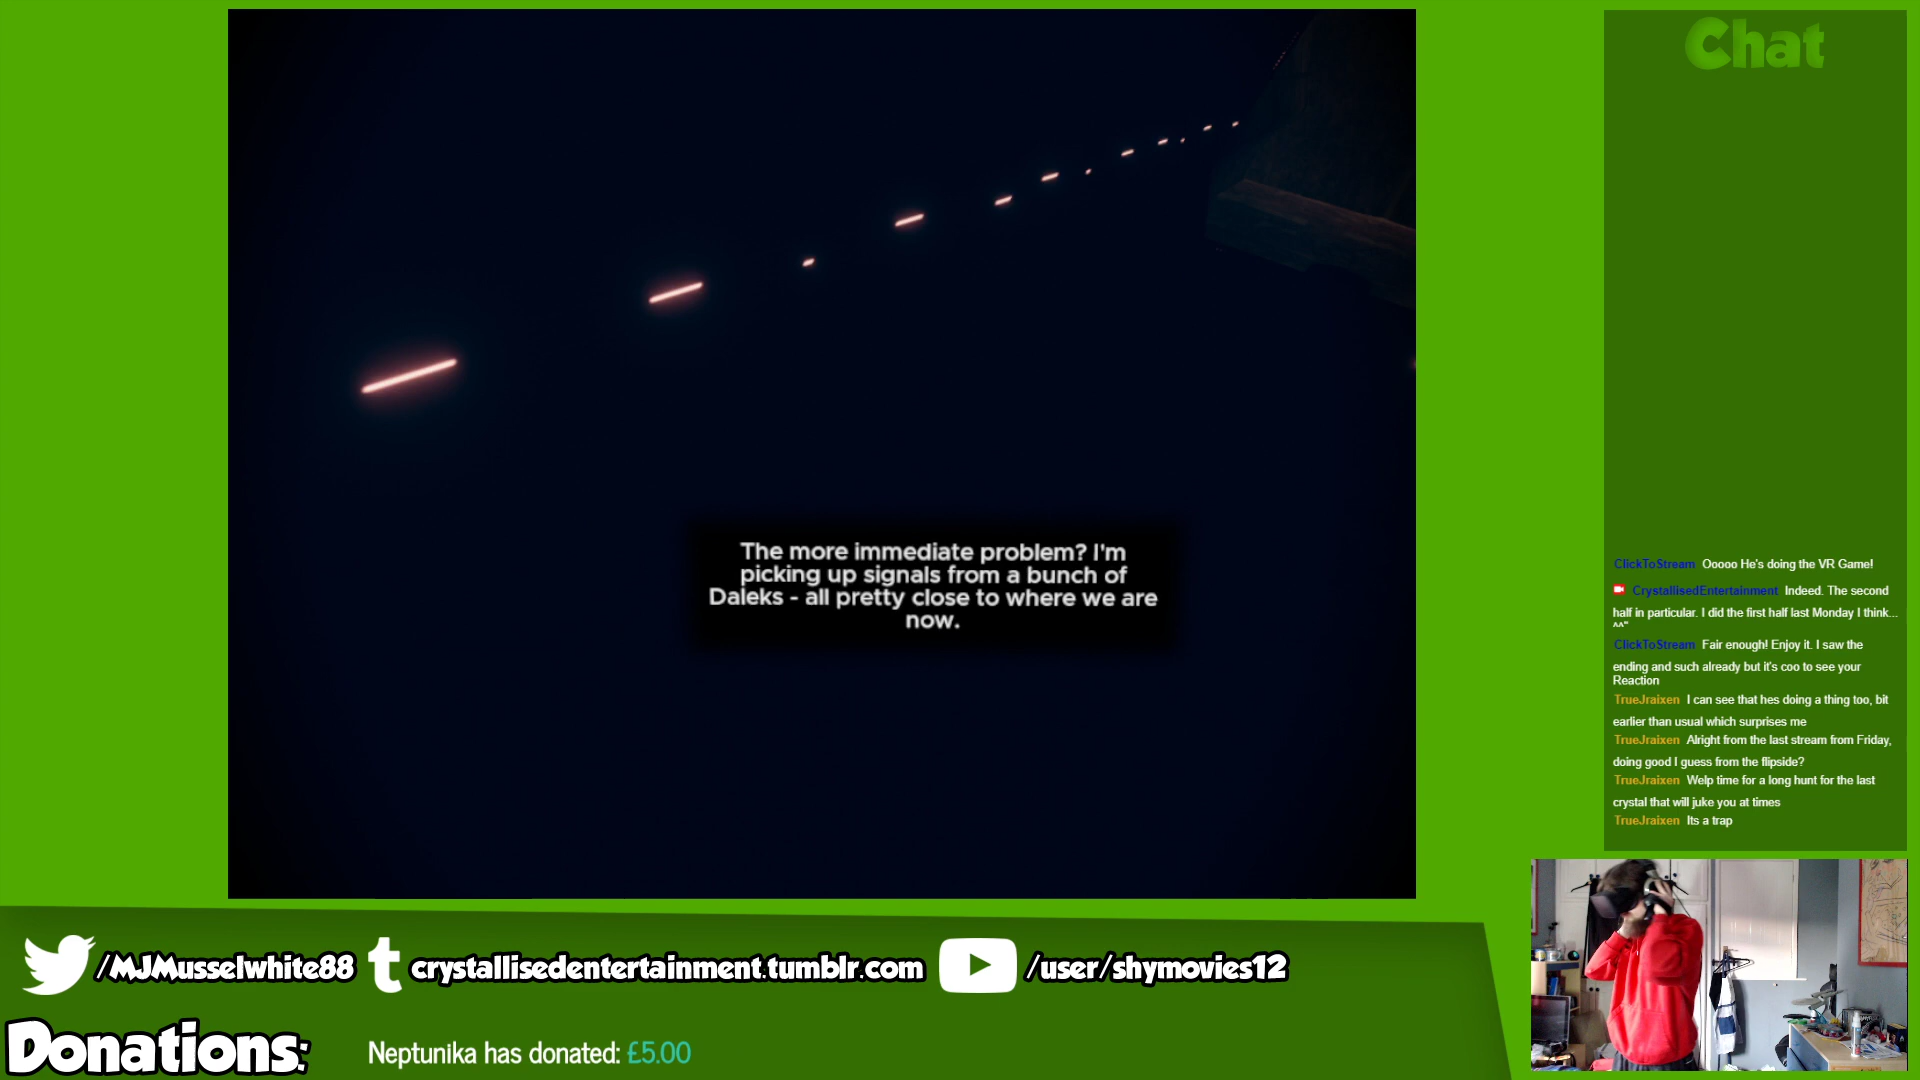 Chat
The more immediate problem? I'm
picking up signals from a bunch of
Daleks - all pretty close to where we are
now.
ClickToStream Ooooo He's doing the VR Game!
CrystallisedEntertainment Indeed. The second
half in particular. I did the first half last Monday I think...
^^"
ClickToStream Fair enough! Enjoy it. I saw the
ending and such already but it's coo to see your
Reaction
TrueJraixen I can see that hes doing a thing too, bit
earlier than usual which surprises me
TrueJraixen Alright from the last stream from Friday,
doing good I guess from the flipside?
TrueJraixen Welp time for a long hunt for the last
crystal that will juke you at times
TrueJraixen Its a trap
/MJMusselwhite88 t crystallisedentertainment.tumblr.com /user/shymovies12
Donations:
Neptunika has donated: £5.00